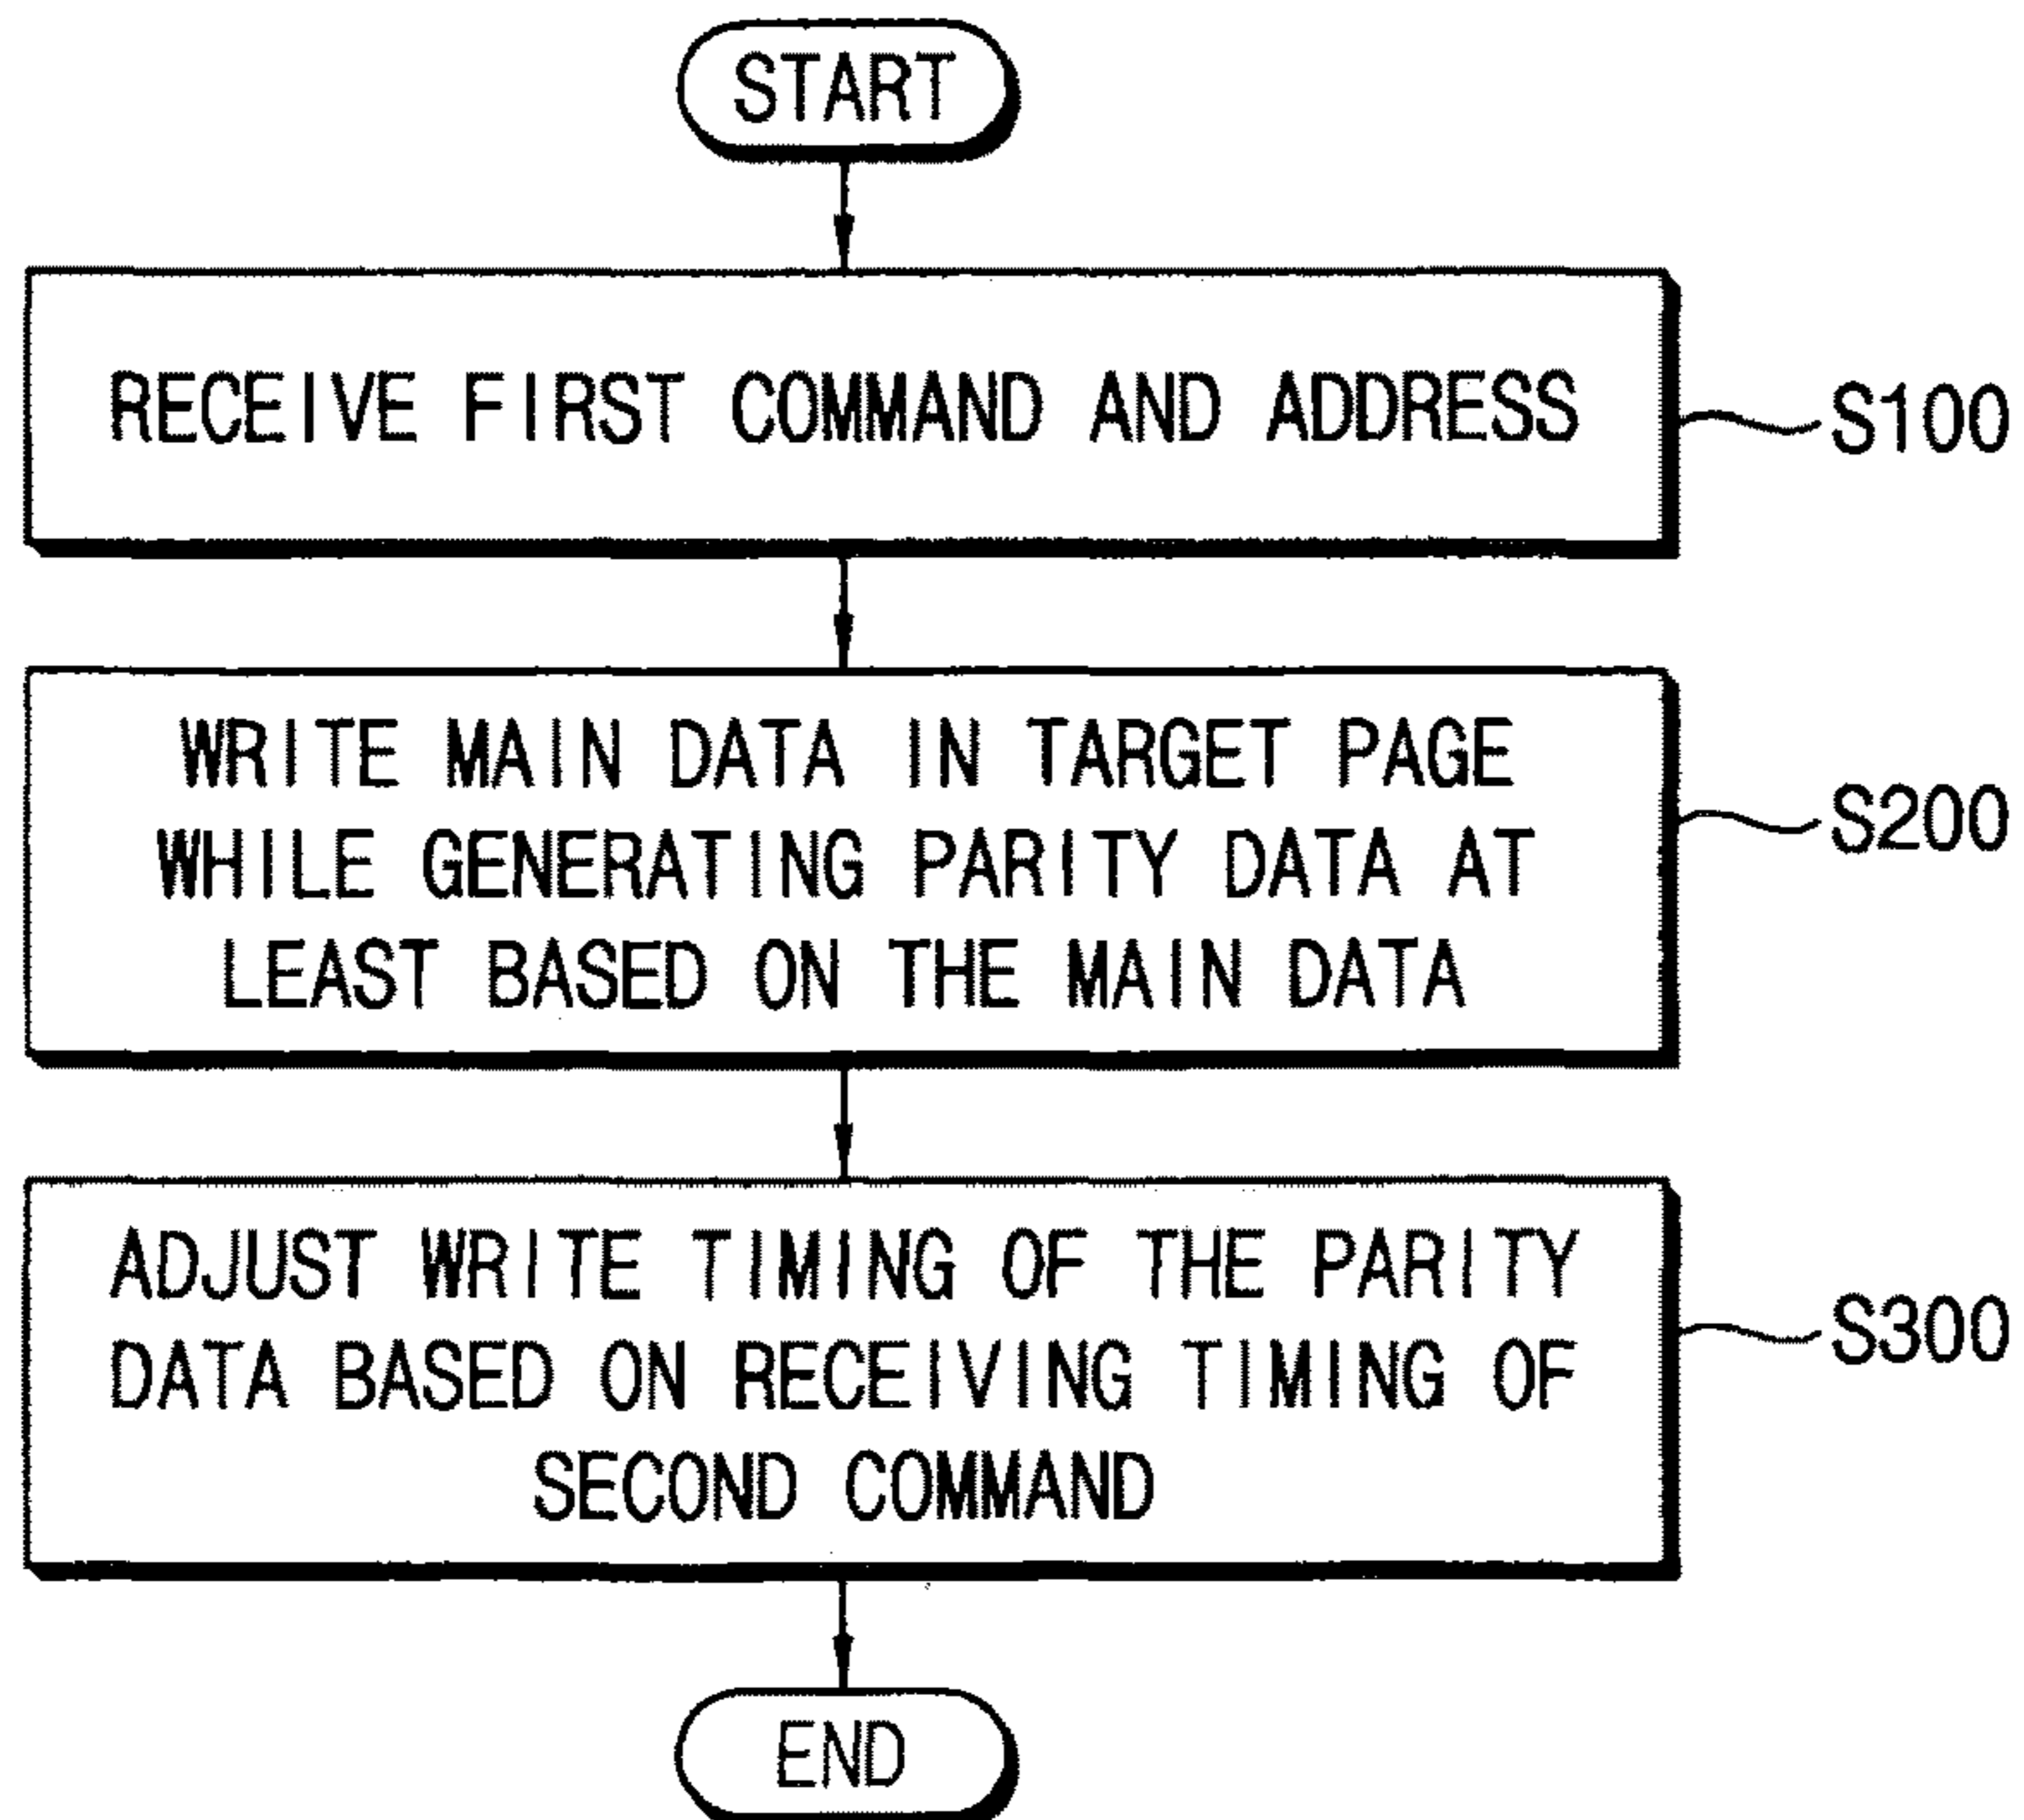 START
RECEIVE FIRST COMMAND AND ADDRESS
S100
WRITE MAIN DATA IN TARGET PAGE
WHILE GENERATING PARITY DATA AT
LEAST BASED ON THE MAIN DATA
S200
ADJUST WRITE TIMING OF THE PARITY
DATA BASED ON RECEIVING TIMING OF
SECOND COMMAND
S300
END